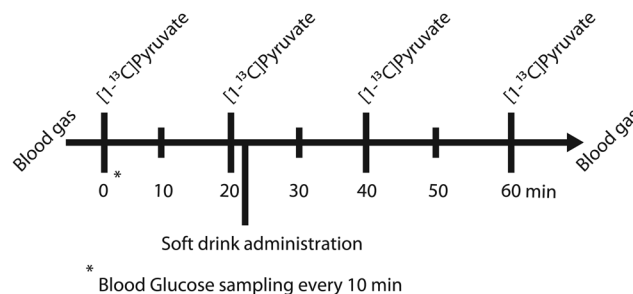 [1-¹³C]Pyruvate [1-¹³C]Pyruvate [1-¹³C]Pyruvate [1-¹³C]Pyruvate
Blood gas Blood gas
0 * 10 20 30 40 50 60 min
Soft drink administration
* Blood Glucose sampling every 10 min